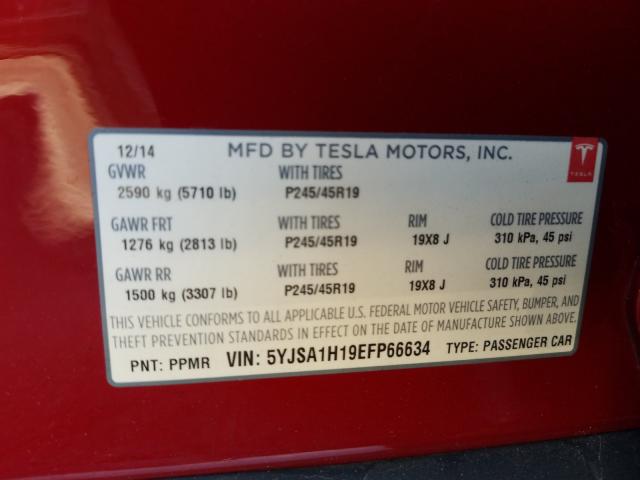 12/14 MFD BY TESLA MOTORS, INC.
GVWR WITH TIRES
2590 kg (5710 lb) P245/45R19
TESLA
GAWR FRT WITH TIRES RIM COLD TIRE PRESSURE
1276 kg (2813 lb) P245/45R19 19X8 J 310 kPa, 45 psi
GAWR RR WITH TIRES RIM COLD TIRE PRESSURE
1500 kg (3307 lb) P245/45R19 19X8 J 310 kPa, 45 psi
THIS VEHICLE CONFORMS TO ALL APPLICABLE U.S. FEDERAL MOTOR VEHICLE SAFETY, BUMPER, AND
THEFT PREVENTION STANDARDS IN EFFECT ON THE DATE OF MANUFACTURE SHOWN ABOVE.
PNT: PPMR VIN: 5YJSA1H19EFP66634 TYPE: PASSENGER CAR